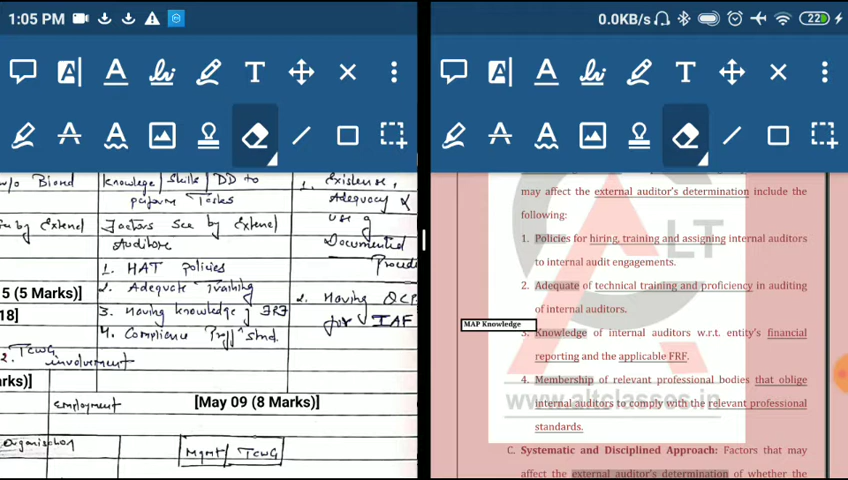 1:05 PM
0.0KB/s
22
w/o Biond
knowlege / Skills / DD to
perform Tasks
1. Existense,
Adequacy &
use of
Documented
Procedu
by Extenel
Factors See by Extenel
Auditore
1. HAT policies
2. Adequate Training
3. Having knowledge of FRF
4. Compliance Proff^l stnd.
2. Having QCP
for IAF
5 (5 Marks)]
18]
2. TCWG
involvement
rks)]
Employment
[May 09 (8 Marks)]
Organisation
Mgmt / TCWG
may affect the external auditor's determination include the
following:
1. Policies for hiring, training and assigning internal auditors
to internal audit engagements.
2. Adequate of technical training and proficiency in auditing
of internal auditors.
MAP Knowledge
3. Knowledge of internal auditors w.r.t. entity's financial
reporting and the applicable FRF.
4. Membership of relevant professional bodies that oblige
internal auditors to comply with the relevant professional
standards.
C. Systematic and Disciplined Approach: Factors that may
affect the external auditor's determination of whether the
ALT
www.altclasses.in